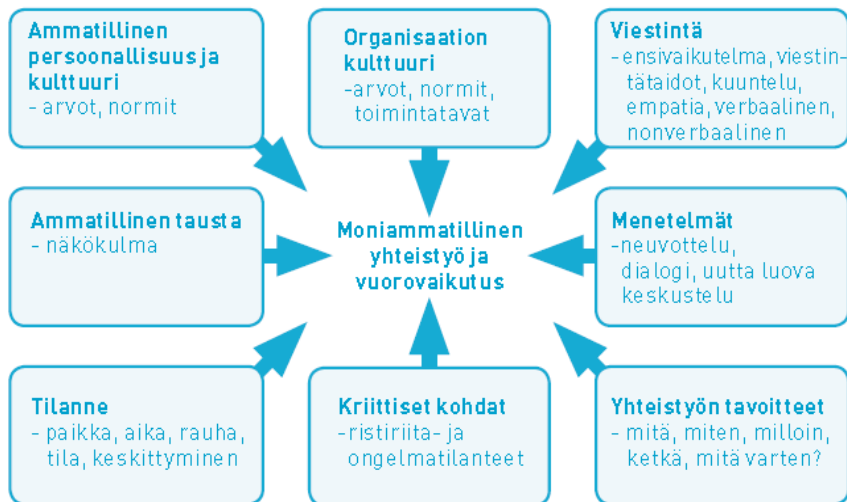 Ammatillinen
persoonallisuus ja
kulttuuri
- arvot, normit
Organisaation
kulttuuri
-arvot, normit,
toimintatavat
Viestintä
-ensivaikutelma, viestin-
tätaidot, kuuntelu,
empatia, verbaalinen,
nonverbaalinen
Ammatillinen tausta
- näkökulma
Moniammatillinen
yhteistyö ja
vuorovaikutus
Menetelmät
-neuvottelu,
dialogi, uutta luova
keskustelu
Tilanne
- paikka, aika, rauha,
tila, keskittyminen
Kriittiset kohdat
-ristiriita- ja
ongelmatilanteet
Yhteistyön tavoitteet
- mitä, miten, milloin,
ketkä, mitä varten?